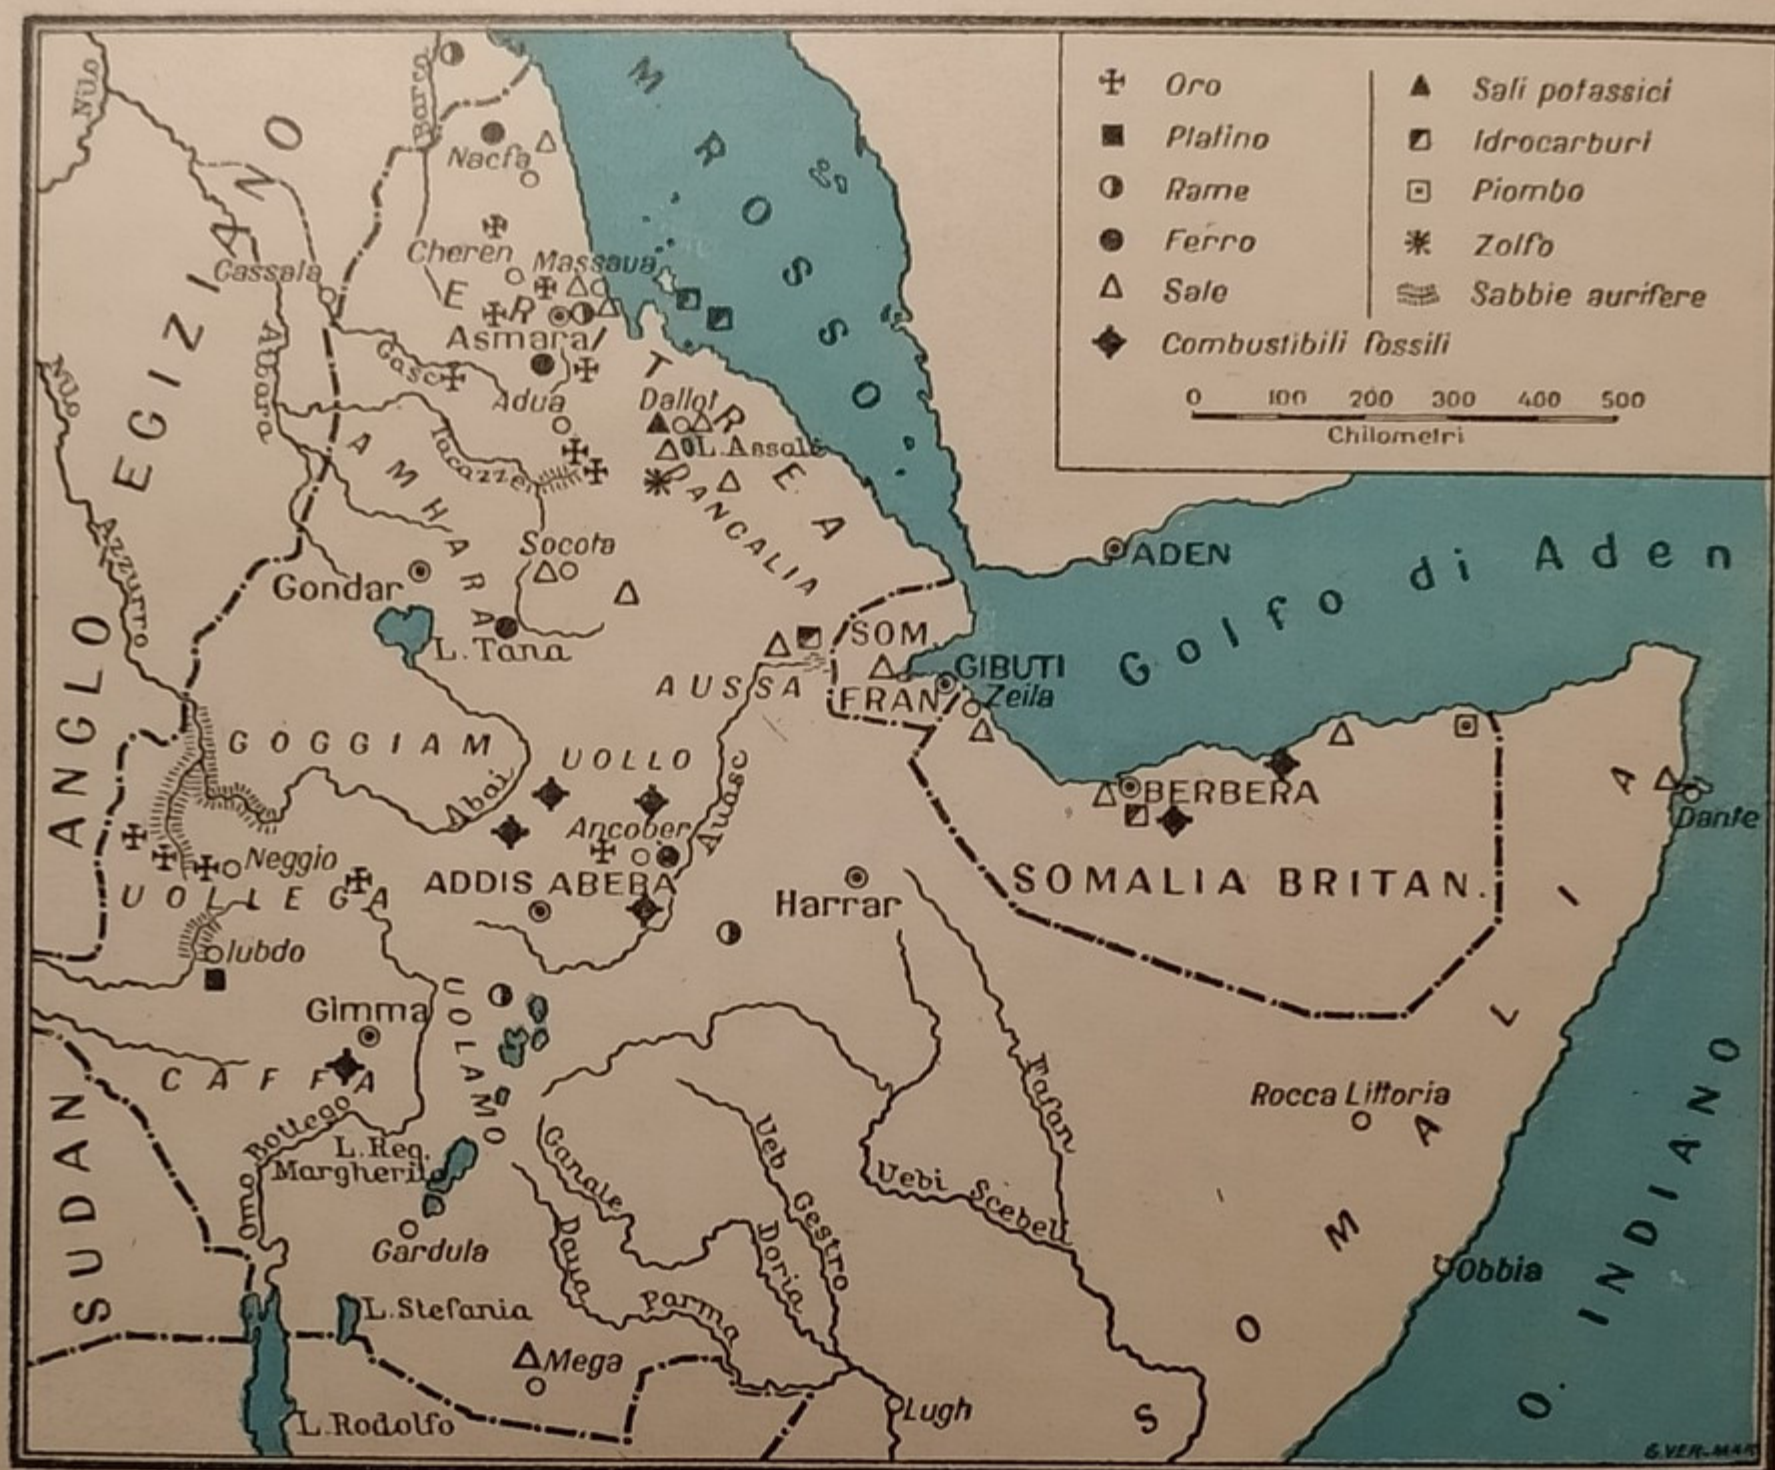 Oro
Platino
Rame
Ferro
Sale
Combustibili fossili
Sali potassici
Idrocarburi
Piombo
Zolfo
Sabbie aurifere
0 100 200 300 400 500
Chilometri
Nilo
Barca
M. ROSSO
Nacfa
ANGLO EGIZIANO
Cheren
Massaua
Cassala
ERITREA
Asmara
Atbara
Gasc
Nilo Azzurro
Adua
Dallol
L. Assale
Tacazze
AMHARA
DANCALIA
Socota
Gondar
L. Tana
ADEN
Golfo di Aden
SOM.
FRAN.
GIBUTI
Zeila
AUSSA
GOGGIAM
UOLLO
Abai
Auasc
BERBERA
Dante
Ancober
Neggio
UOLLEGA
ADDIS ABEBA
Harrar
SOMALIA BRITAN.
Iubdo
Gimma
UOLAMO
CAFFA
SUDAN
Omo Bottego
L. Reg.
Margherita
Fafan
Rocca Littoria
Canale
Ueb Gestro
Uebi Scebeli
Gardula
Daua Parma
Doria
SOMALIA
O. INDIANO
Obbia
L. Stefania
Mega
L. Rodolfo
Lugh
G. VER.-MAR